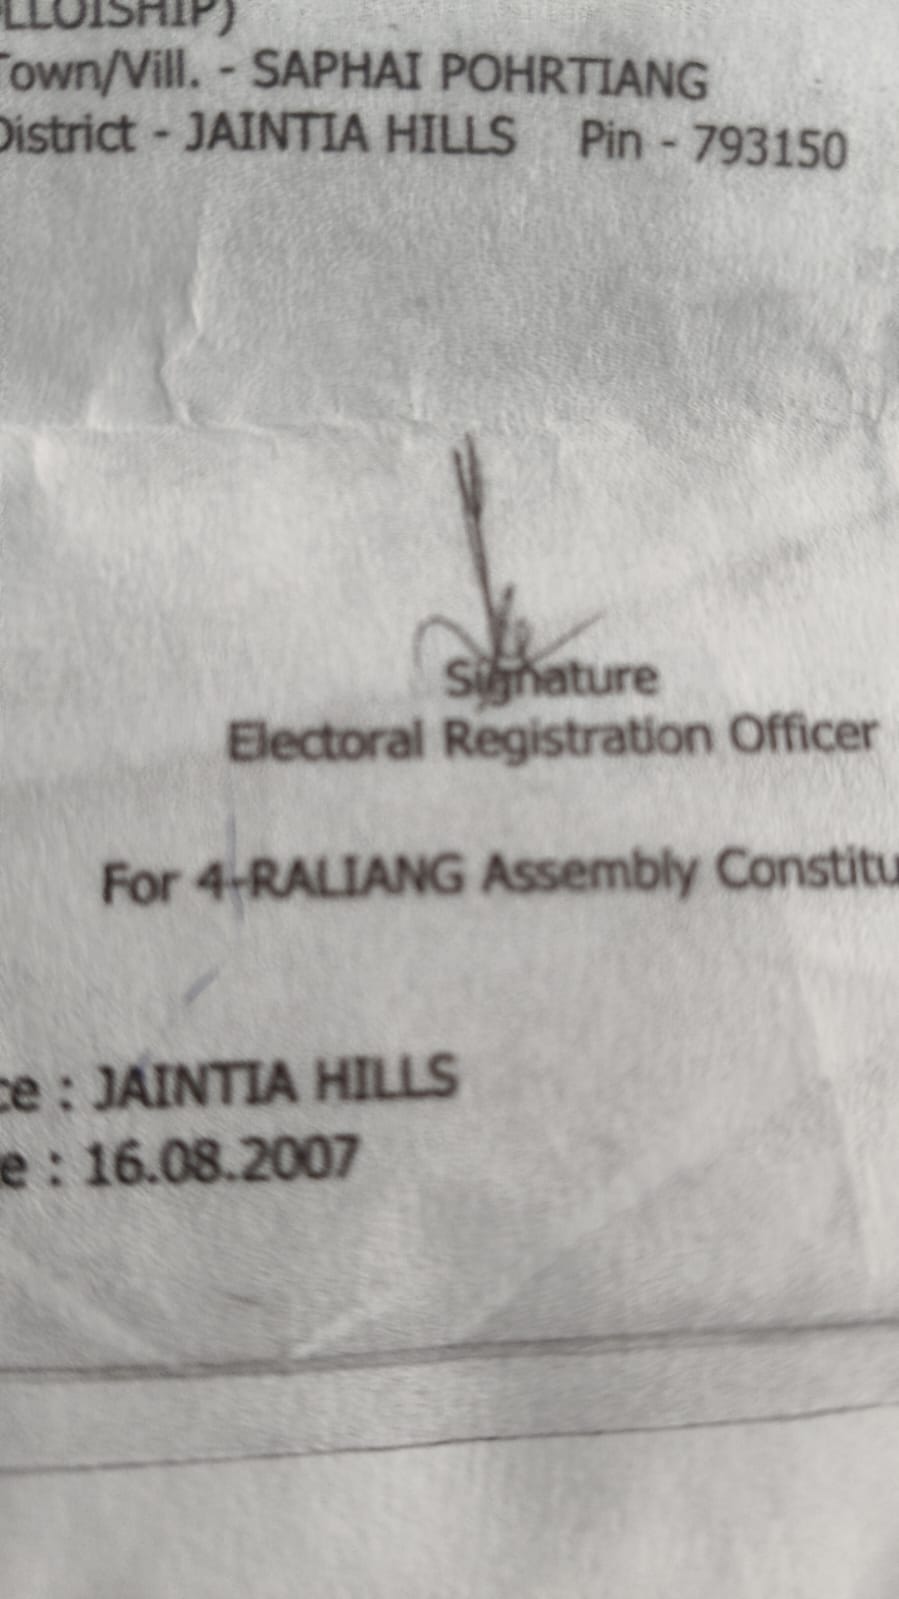 LLOISHIP)
Town/Vill. - SAPHAI POHRTIANG
District - JAINTIA HILLS Pin - 793150
Signature
Electoral Registration Officer
For 4-RALIANG Assembly Constitu
ce : JAINTIA HILLS
e : 16.08.2007